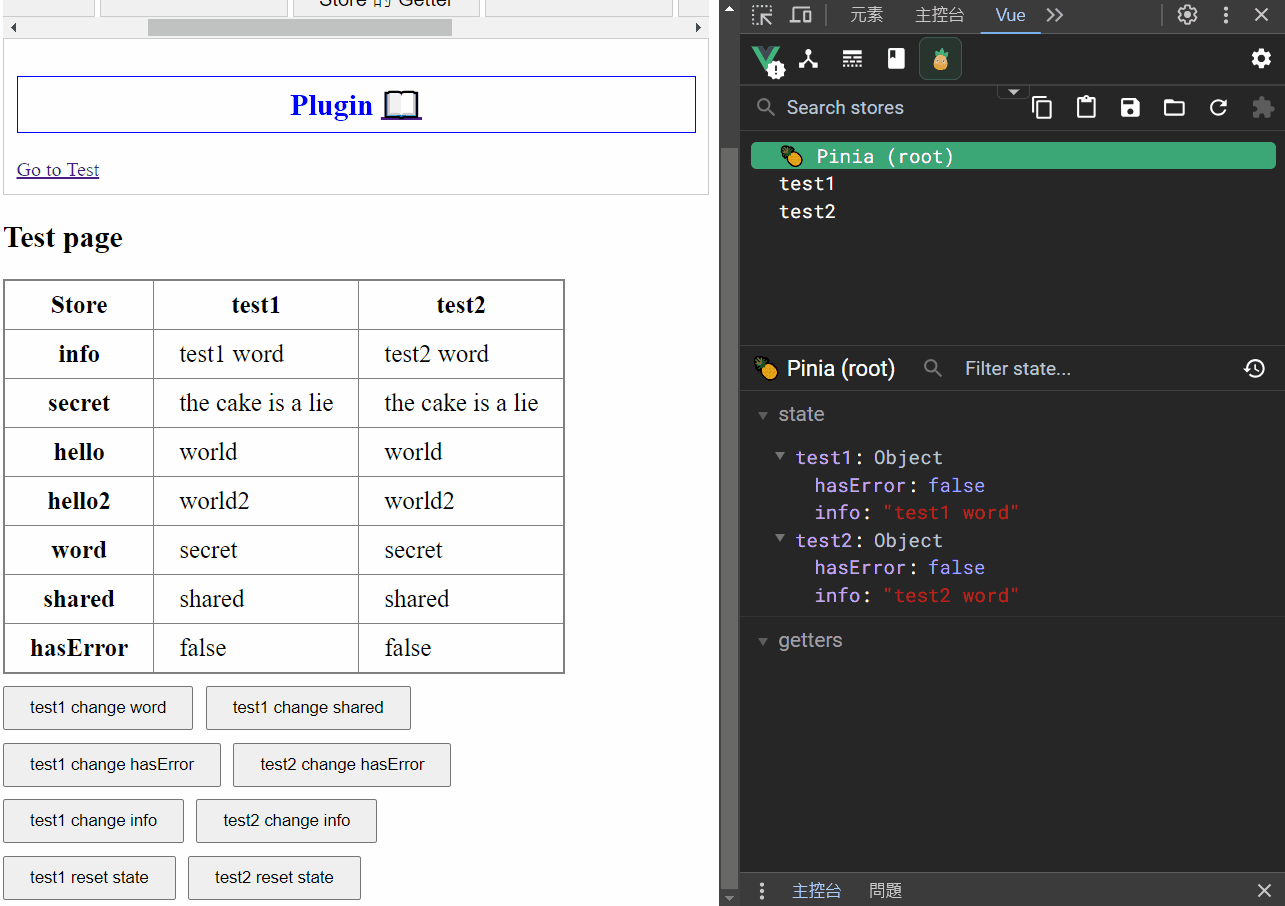 Store 的 Getter
Plugin 📖
Go to Test
Test page
Store test1 test2
info test1 word test2 word
secret the cake is a lie the cake is a lie
hello world world
hello2 world2 world2
word secret secret
shared shared shared
hasError false false
test1 change word test1 change shared
test1 change hasError test2 change hasError
test1 change info test2 change info
test1 reset state test2 reset state
元素 主控台 Vue
Search stores
🍍 Pinia (root)
test1
test2
🍍 Pinia (root) Filter state...
state
test1: Object
hasError: false
info: "test1 word"
test2: Object
hasError: false
info: "test2 word"
getters
主控台 問題